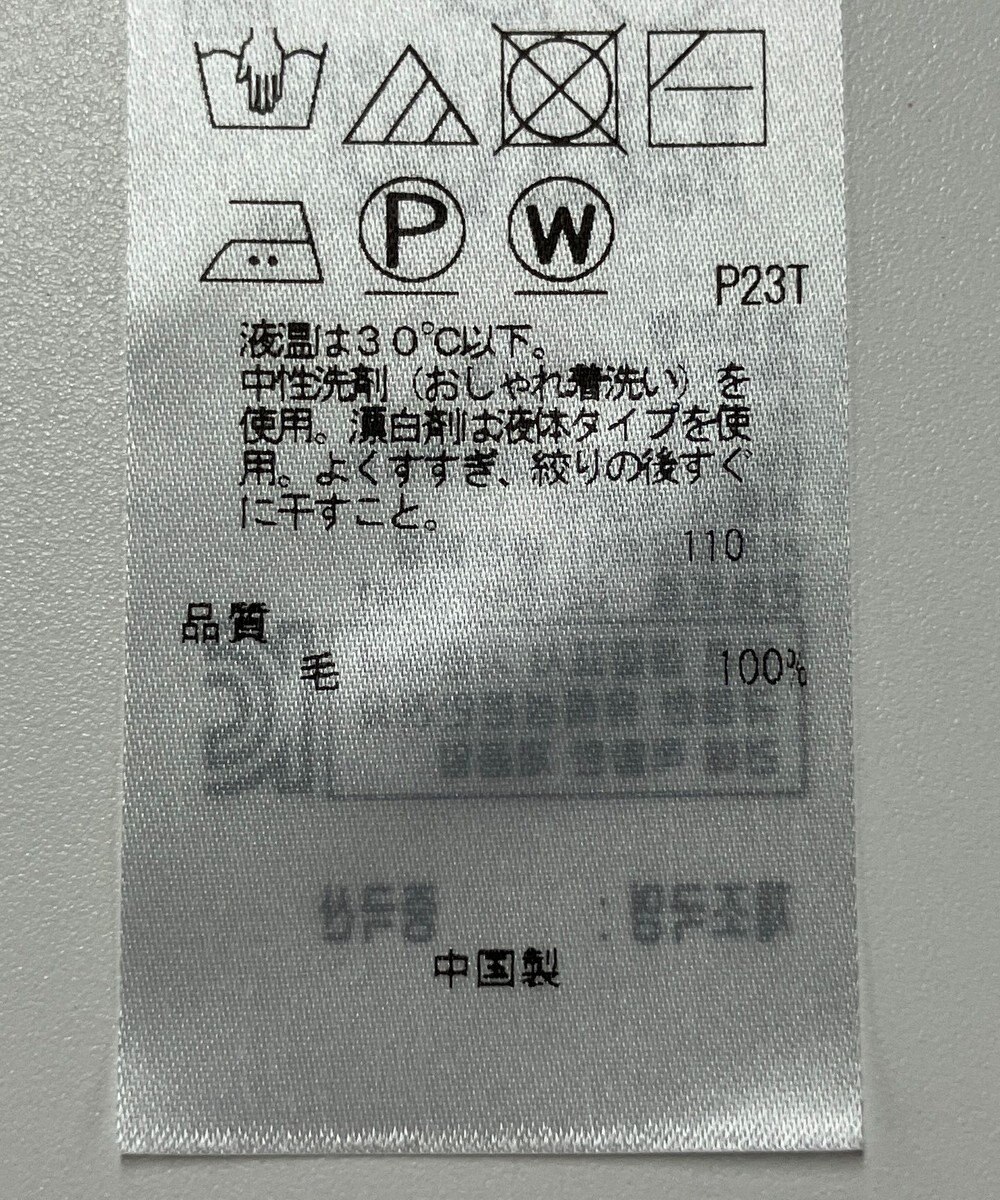 P W
P23T
液温は30℃以下。
中性洗剤（おしゃれ着洗い）を
使用。漂白剤は液体タイプを使
用。よくすすぎ、絞りの後すぐ
に干すこと。
110
品質
毛 100%
中国製